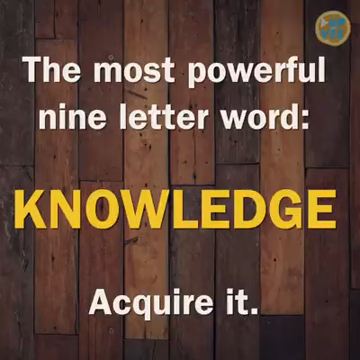 The most powerful
nine letter word:
KNOWLEDGE
Acquire it.